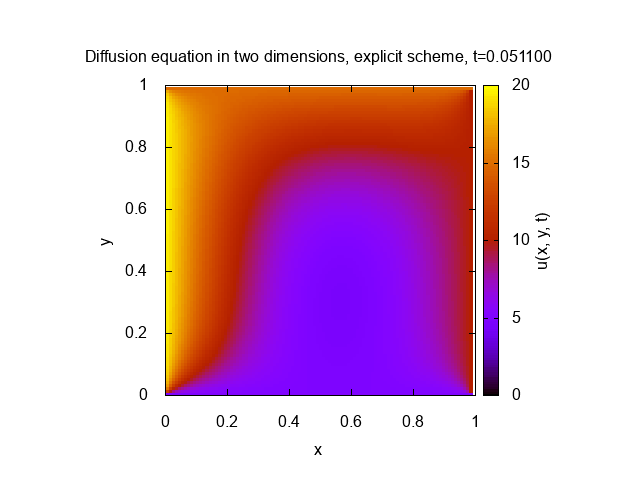 Diffusion equation in two dimensions, explicit scheme, t=0.051100
1
0.8
0.6
0.4
0.2
0
y
0 0.2 0.4 0.6 0.8 1
x
20
15
10
5
0
u(x, y, t)